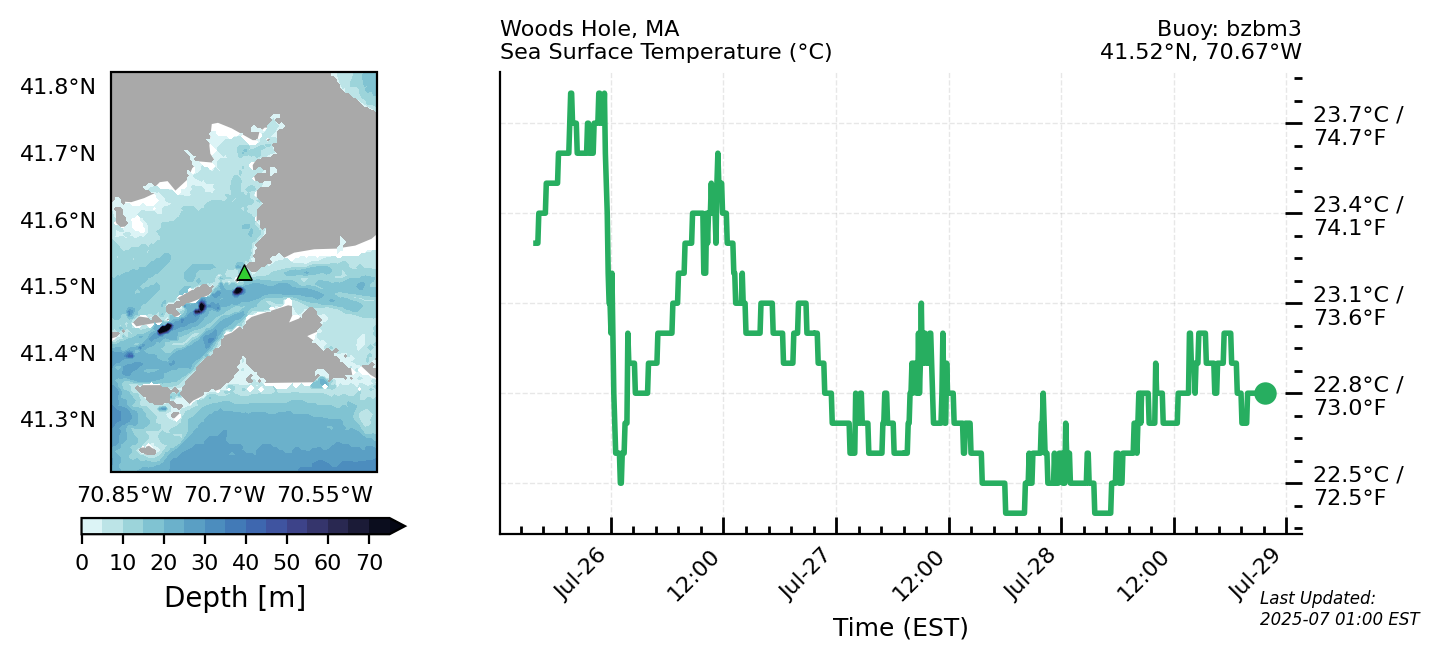 Woods Hole, MA
Sea Surface Temperature (°C)
Buoy: bzbm3
41.52°N, 70.67°W
41.8°N
41.7°N
41.6°N
41.5°N
41.4°N
41.3°N
70.85°W 70.7°W 70.55°W
0 10 20 30 40 50 60 70
Depth [m]
23.7°C /
74.7°F
23.4°C /
74.1°F
23.1°C /
73.6°F
22.8°C /
73.0°F
22.5°C /
72.5°F
Jul-26 12:00 Jul-27 12:00 Jul-28 12:00 Jul-29
Time (EST)
Last Updated:
2025-07 01:00 EST